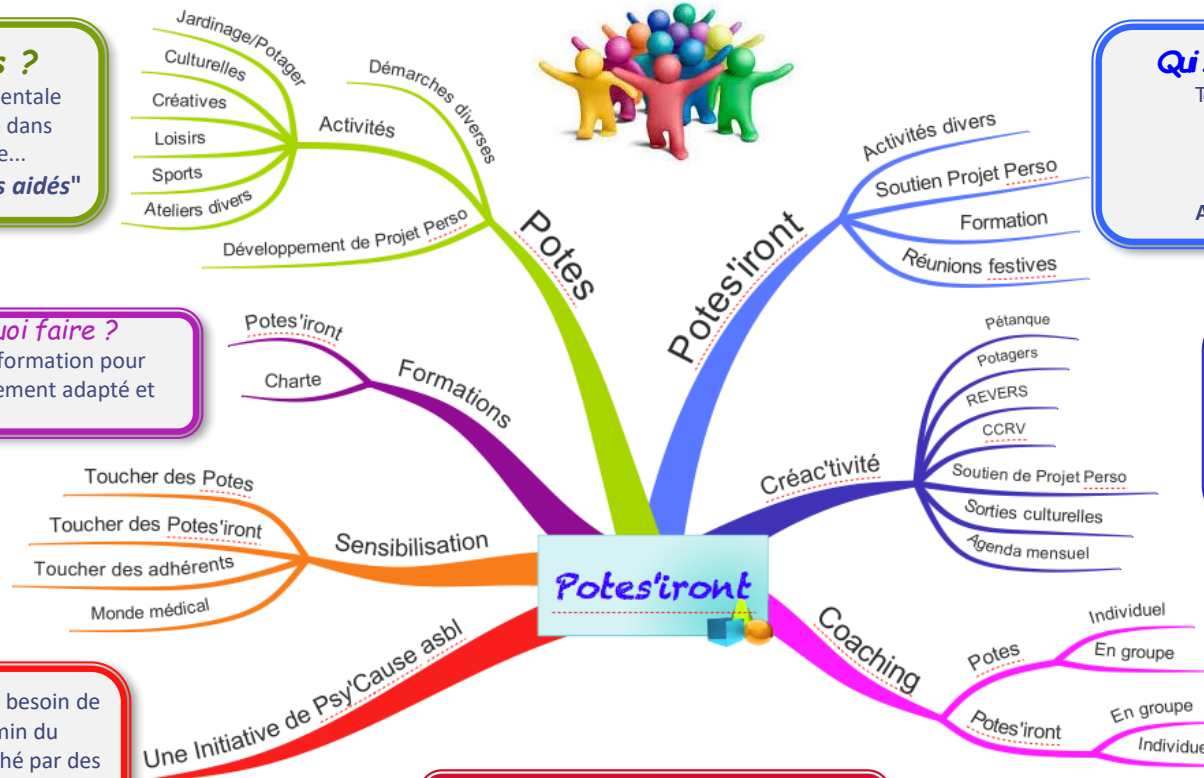 s ?
entale
dans
e...
s aidés"
Jardinage/Potager
Culturelles
Créatives
Loisirs
Sports
Ateliers divers
Activités
Démarches diverses
Développement de Projet Perso
Potes
Potes'iront
Activités divers
Soutien Projet Perso
Formation
Réunions festives
Qui
T
A
uoi faire ?
formation pour
ement adapté et
Potes'iront
Charte
Formations
Toucher des Potes
Toucher des Potes'iront
Toucher des adhérents
Monde médical
Sensibilisation
Potes'iront
Créac'tivité
Pétanque
Potagers
REVERS
CCRV
Soutien de Projet Perso
Sorties culturelles
Agenda mensuel
Coaching
Potes
Individuel
En groupe
Potes'iront
En groupe
Individue
Une Initiative de Psy'Cause asbl
besoin de
min du
hé par des